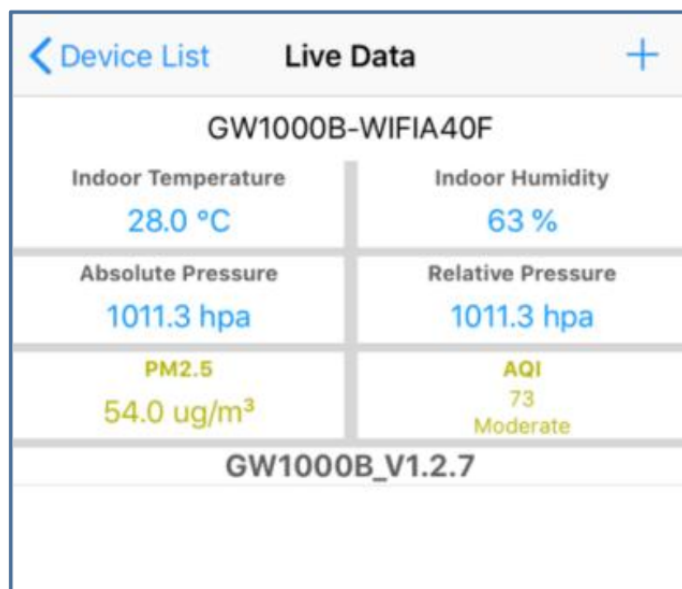 Device List Live Data +
GW1000B-WIFIA40F
Indoor Temperature Indoor Humidity
28.0 °C 63 %
Absolute Pressure Relative Pressure
1011.3 hpa 1011.3 hpa
PM2.5 AQI
54.0 ug/m³ 73
Moderate
GW1000B_V1.2.7